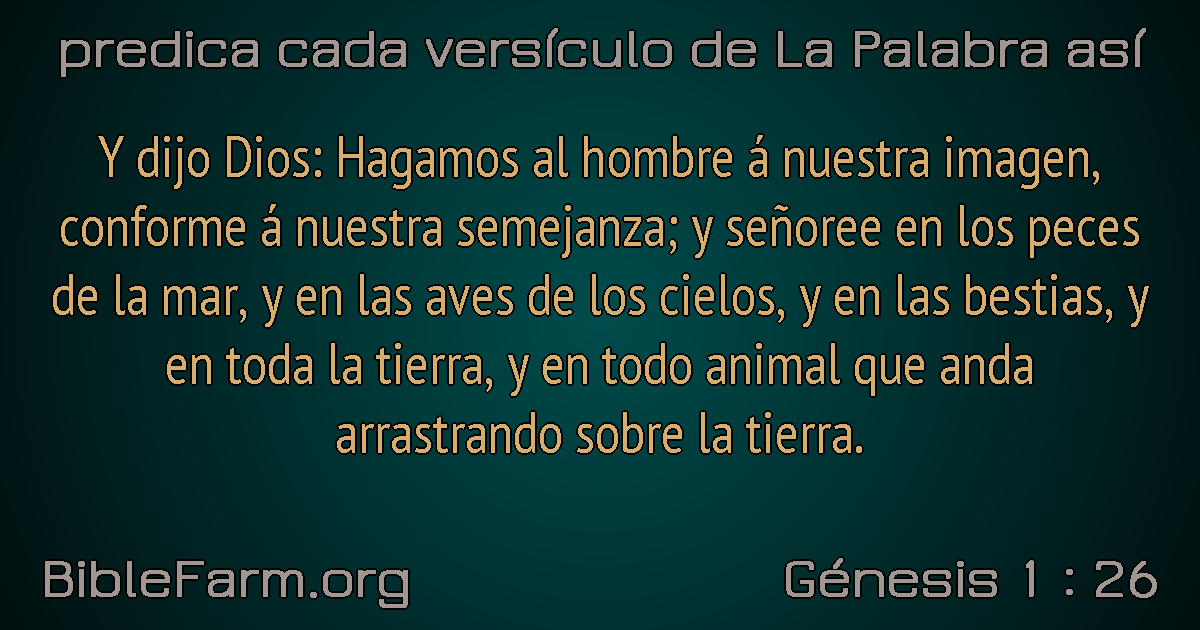 predica cada versículo de La Palabra así
Y dijo Dios: Hagamos al hombre á nuestra imagen,
conforme á nuestra semejanza; y señoree en los peces
de la mar, y en las aves de los cielos, y en las bestias, y
en toda la tierra, y en todo animal que anda
arrastrando sobre la tierra.
BibleFarm.org
Génesis 1 : 26